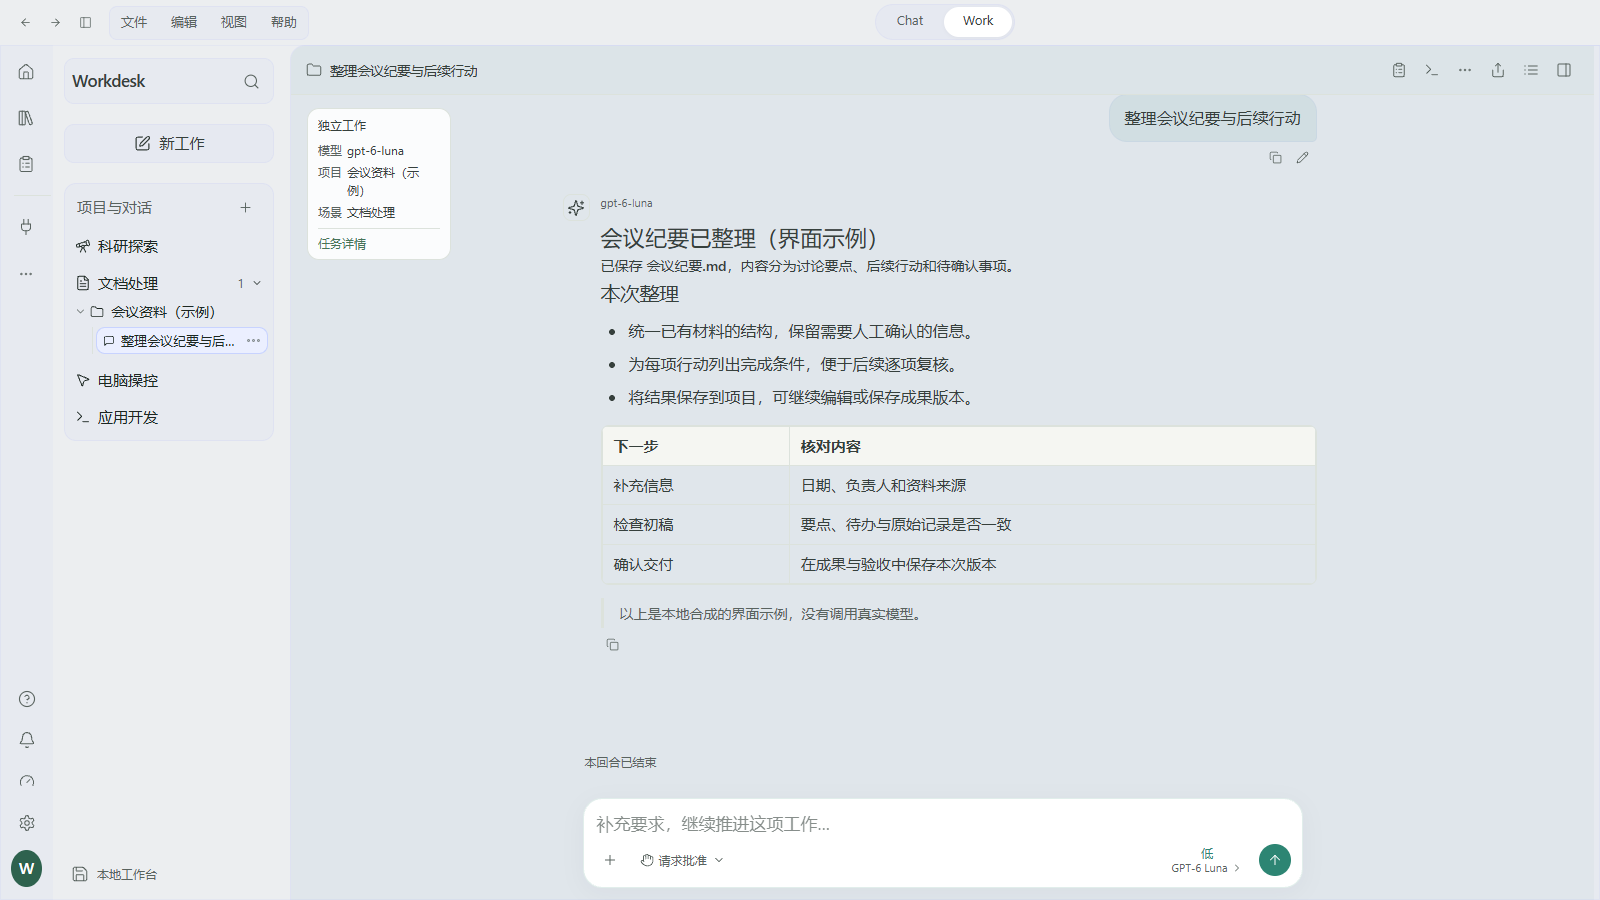 文件 编辑 视图 帮助
Chat Work
Workdesk
新工作
项目与对话
科研探索
文档处理 1
会议资料（示例）
整理会议纪要与后...
电脑操控
应用开发
本地工作台
W
整理会议纪要与后续行动
独立工作
模型 gpt-6-luna
项目 会议资料（示
例）
场景 文档处理
任务详情
整理会议纪要与后续行动
gpt-6-luna
会议纪要已整理（界面示例）
已保存 会议纪要.md，内容分为讨论要点、后续行动和待确认事项。
本次整理
• 统一已有材料的结构，保留需要人工确认的信息。
• 为每项行动列出完成条件，便于后续逐项复核。
• 将结果保存到项目，可继续编辑或保存成果版本。
下一步 核对内容
补充信息 日期、负责人和资料来源
检查初稿 要点、待办与原始记录是否一致
确认交付 在成果与验收中保存本次版本
以上是本地合成的界面示例，没有调用真实模型。
本回合已结束
补充要求，继续推进这项工作...
请求批准
低
GPT-6 Luna